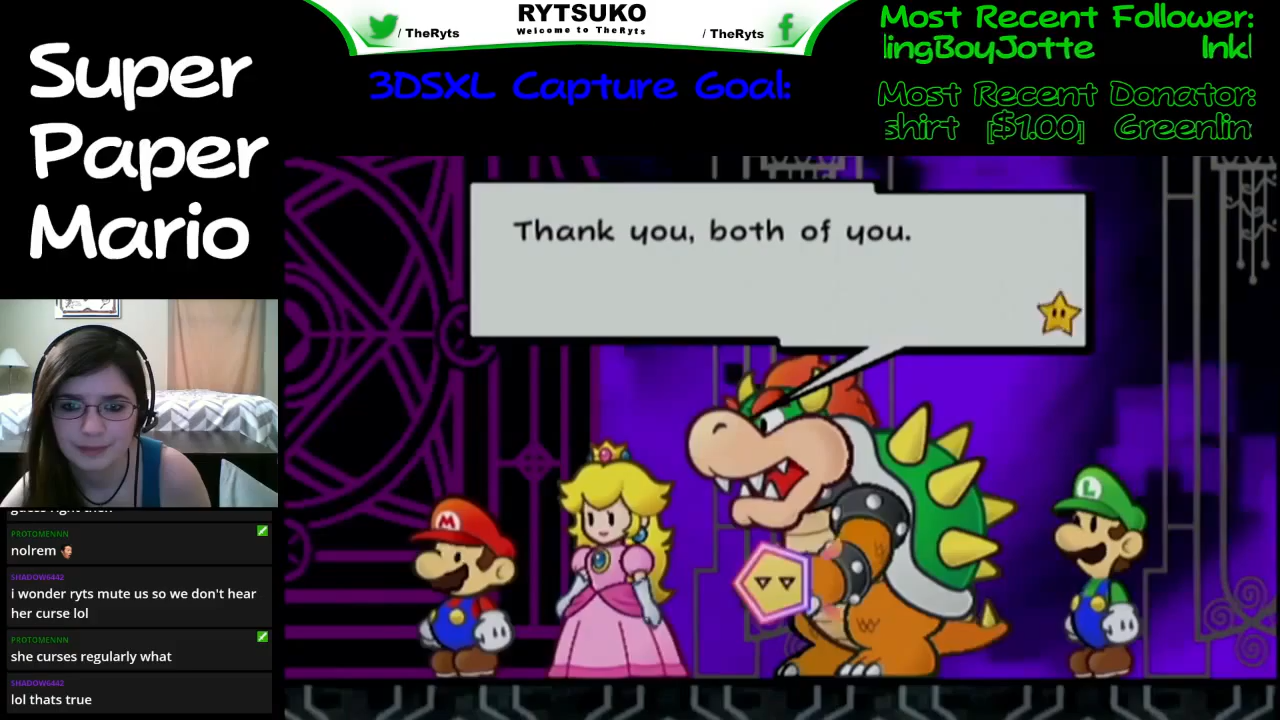 Super
Paper
Mario
/ TheRyts
RYTSUKO
Welcome to TheRyts
/ TheRyts
3DSXL Capture Goal:
Most Recent Follower:
lingBoyJotte Inkl
Most Recent Donator:
shirt [$1.00] Greenlin
Thank you, both of you.
M
L
PROTOMENNN
nolrem
SHADOW6442
i wonder ryts mute us so we don't hear
her curse lol
PROTOMENNN
she curses regularly what
SHADOW6442
lol thats true